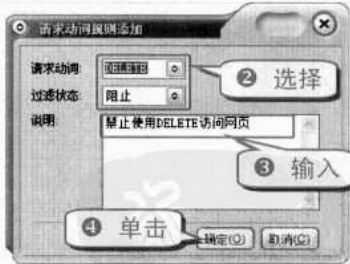 请求动词规则添加
请求动词: DELETE
❷ 选择
过滤状态: 阻止
说明: 禁止使用DELETE访问网页
❸ 输入
❹ 单击
确定(O) 取消(C)